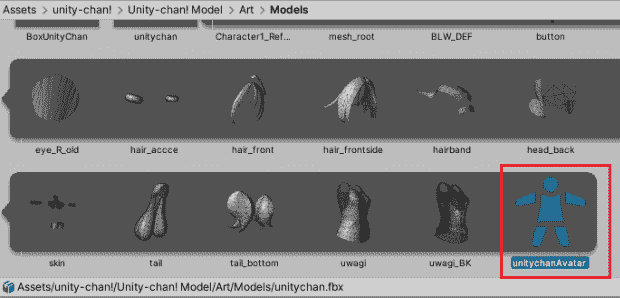 Assets > unity-chan! > Unity-chan! Model > Art > Models
BoxUnityChan unitychan Character1_Ref... mesh_root BLW_DEF button
eye_R_old hair_accce hair_front hair_frontside hairband head_back
skin tail tail_bottom uwagi uwagi_BK unitychanAvatar
Assets/unity-chan!/Unity-chan! Model/Art/Models/unitychan.fbx